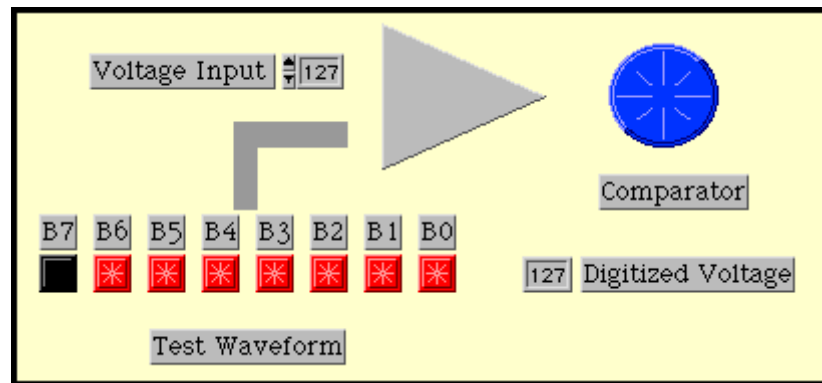 Voltage Input 127
Comparator
B7 B6 B5 B4 B3 B2 B1 B0
127 Digitized Voltage
Test Waveform